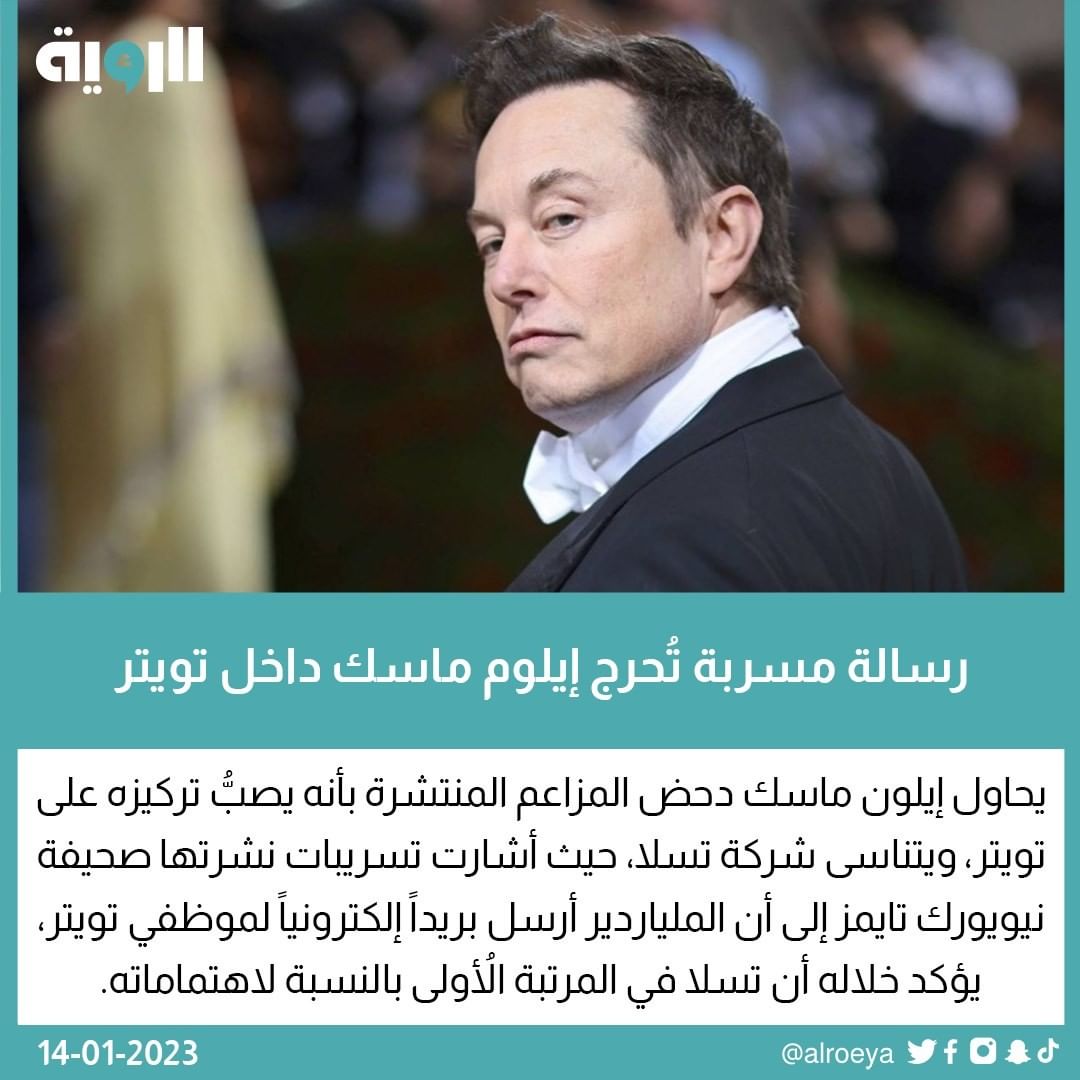 الرؤية
رسالة مسربة تُحرج إيلوم ماسك داخل تويتر
يحاول إيلون ماسك دحض المزاعم المنتشرة بأنه يصبُّ تركيزه على
تويتر، ويتناسى شركة تسلا، حيث أشارت تسريبات نشرتها صحيفة
نيويورك تايمز إلى أن الملياردير أرسل بريداً إلكترونياً لموظفي تويتر،
يؤكد خلاله أن تسلا في المرتبة الُأولى بالنسبة لاهتماماته.
14-01-2023
@alroeya